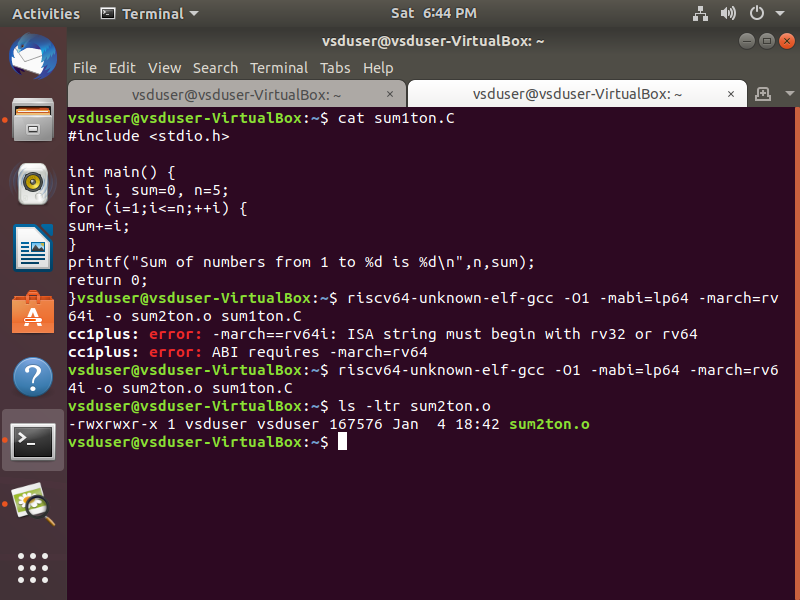 Activities Terminal Sat 6:44 PM
vsduser@vsduser-VirtualBox: ~
File Edit View Search Terminal Tabs Help
vsduser@vsduser-VirtualBox: ~ × vsduser@vsduser-VirtualBox: ~ ×
vsduser@vsduser-VirtualBox:~$ cat sum1ton.C
#include <stdio.h>
int main() {
int i, sum=0, n=5;
for (i=1;i<=n;++i) {
sum+=i;
}
printf("Sum of numbers from 1 to %d is %d\n",n,sum);
return 0;
}vsduser@vsduser-VirtualBox:~$ riscv64-unknown-elf-gcc -O1 -mabi=lp64 -march==rv
64i -o sum2ton.o sum1ton.C
cc1plus: error: -march==rv64i: ISA string must begin with rv32 or rv64
cc1plus: error: ABI requires -march=rv64
vsduser@vsduser-VirtualBox:~$ riscv64-unknown-elf-gcc -O1 -mabi=lp64 -march=rv6
4i -o sum2ton.o sum1ton.C
vsduser@vsduser-VirtualBox:~$ ls -ltr sum2ton.o
-rwxrwxr-x 1 vsduser vsduser 167576 Jan  4 18:42 sum2ton.o
vsduser@vsduser-VirtualBox:~$